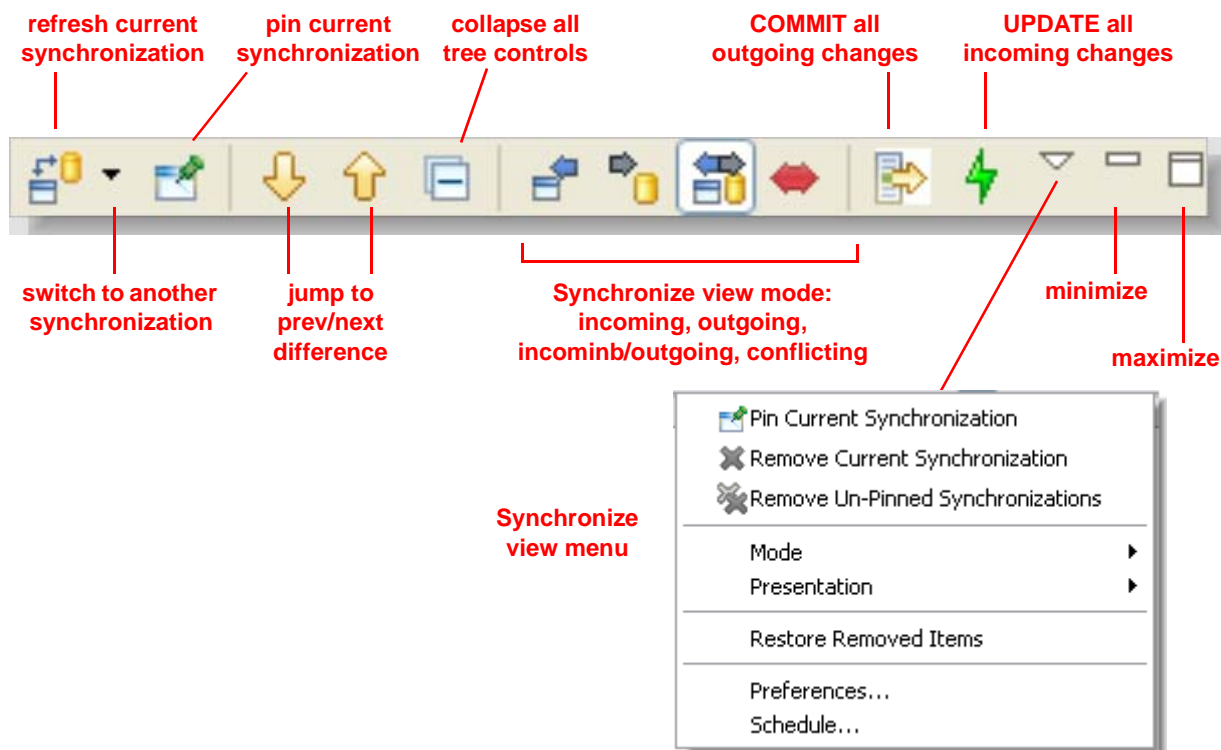 refresh current
synchronization
pin current
synchronization
collapse all
tree controls
COMMIT all
outgoing changes
UPDATE all
incoming changes
switch to another
synchronization
jump to
prev/next
difference
Synchronize view mode:
incoming, outgoing,
incominb/outgoing, conflicting
minimize
maximize
Synchronize
view menu
Pin Current Synchronization
Remove Current Synchronization
Remove Un-Pinned Synchronizations
Mode
Presentation
Restore Removed Items
Preferences...
Schedule...